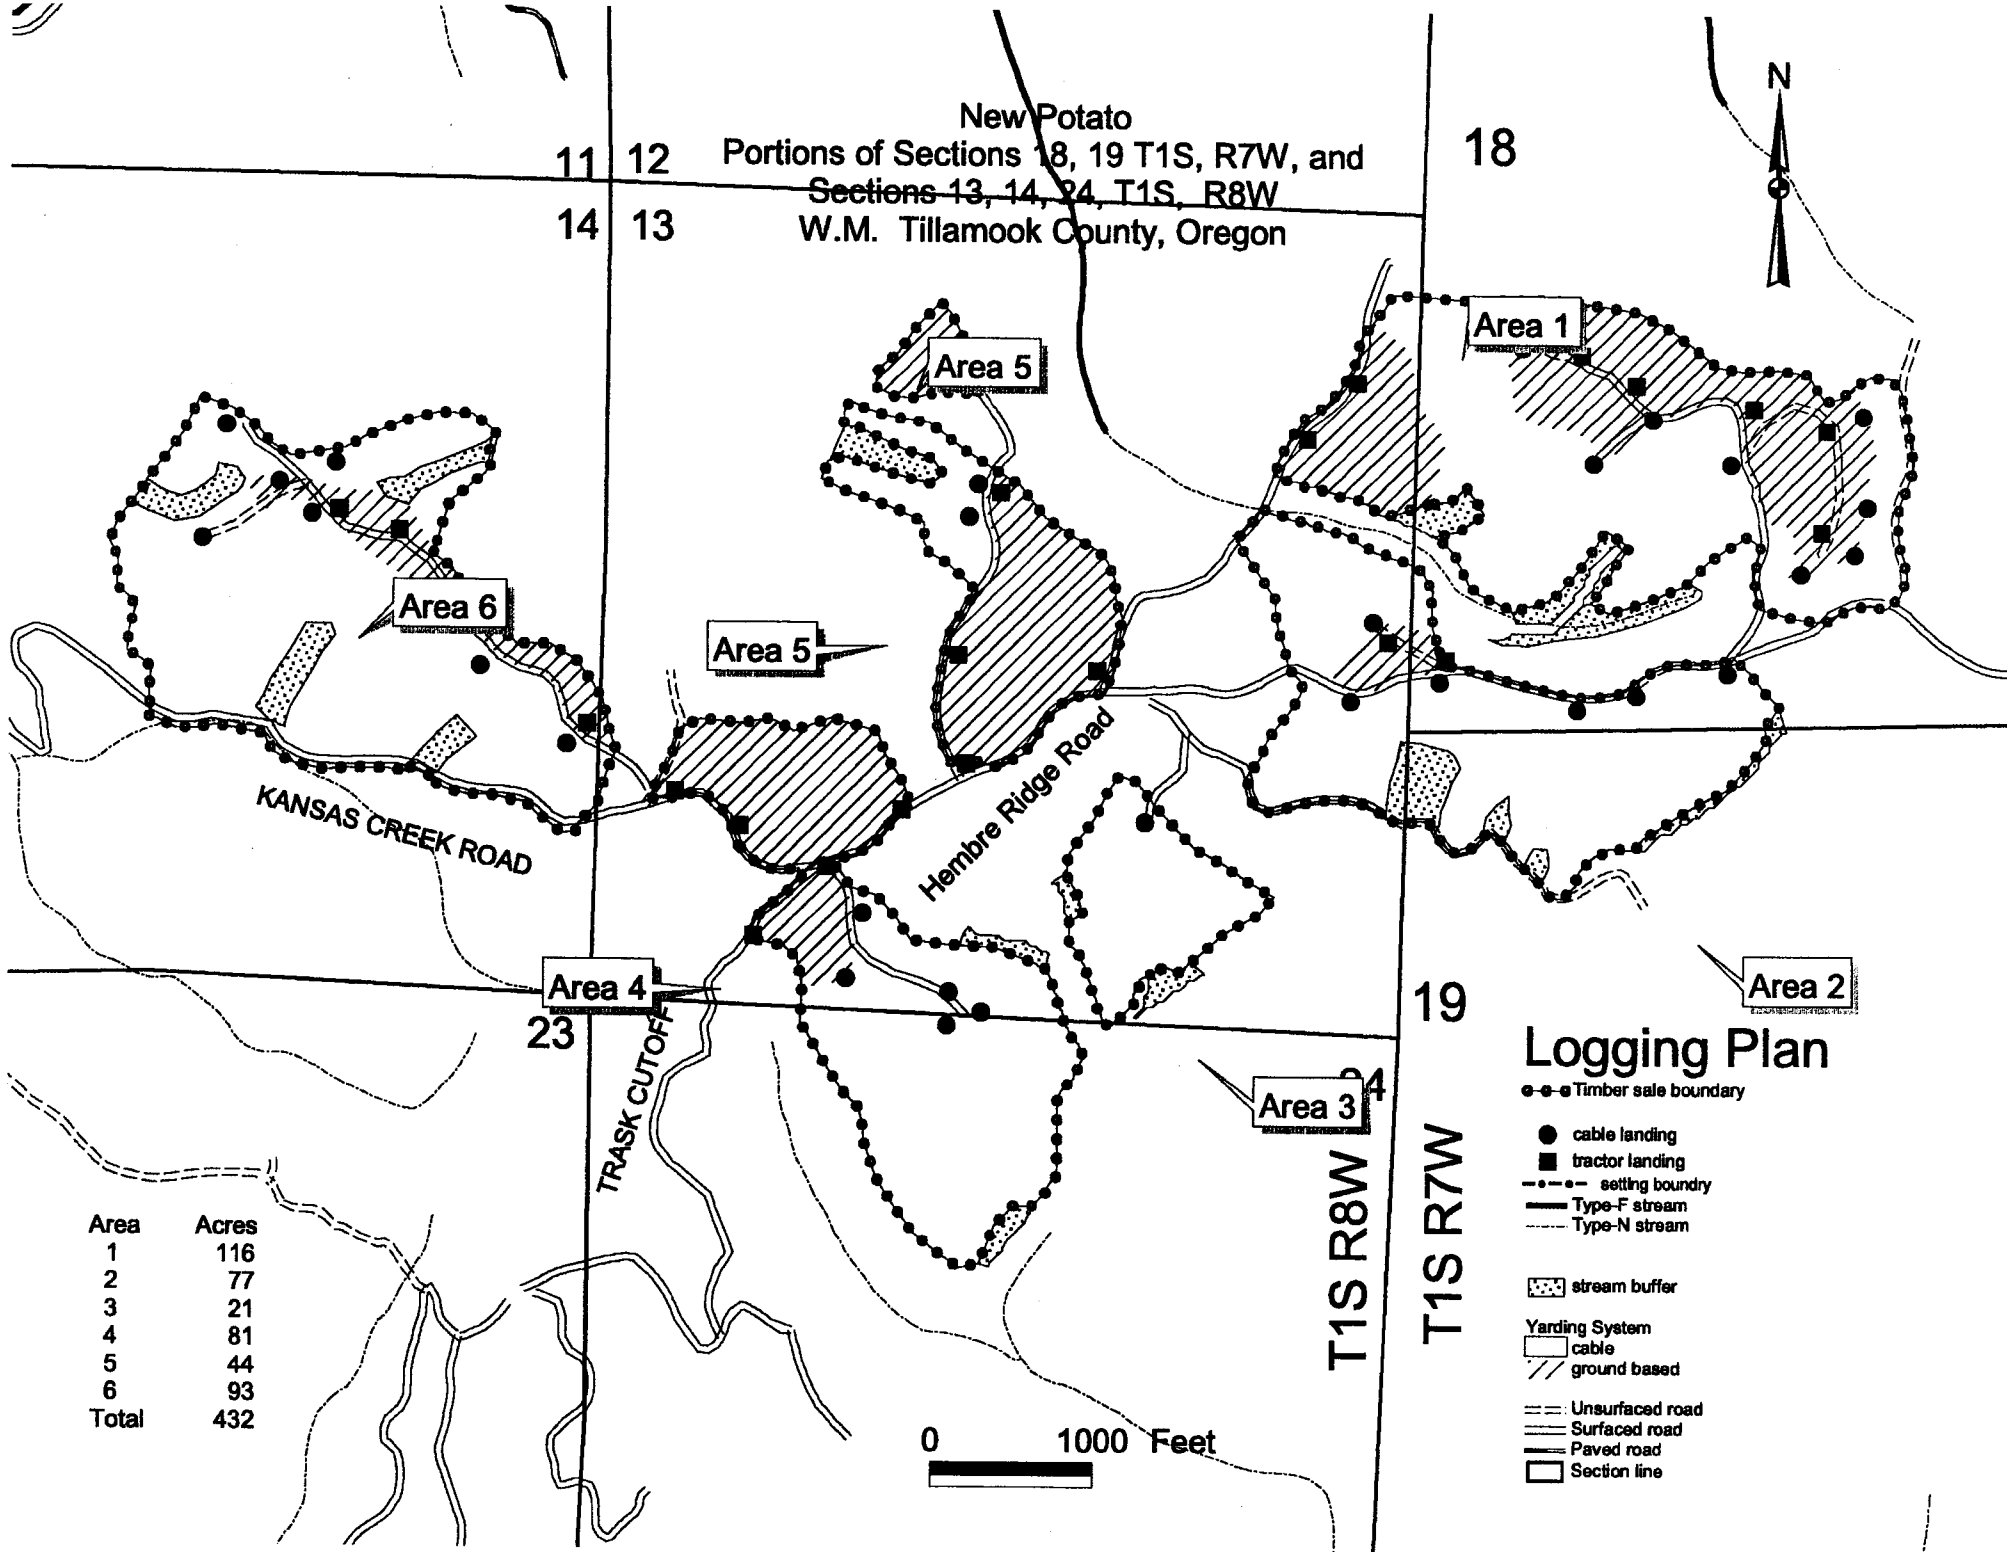 New Potato
Portions of Sections 18, 19 T1S, R7W, and
Sections 13, 14, 24, T1S, R8W
W.M. Tillamook County, Oregon
N
11
12
18
14
13
Area 1
Area 5
Area 6
Area 5
Hembre Ridge Road
KANSAS CREEK ROAD
Area 4
23
19
Area 2
TRASK CUTOFF
24
Area 3
T1S R8W
T1S R7W
Logging Plan
Timber sale boundary
cable landing
tractor landing
setting boundry
Type-F stream
Type-N stream
stream buffer
Yarding System
cable
ground based
Unsurfaced road
Surfaced road
Paved road
Section line
Area Acres
1 116
2 77
3 21
4 81
5 44
6 93
Total 432
0 1000 Feet